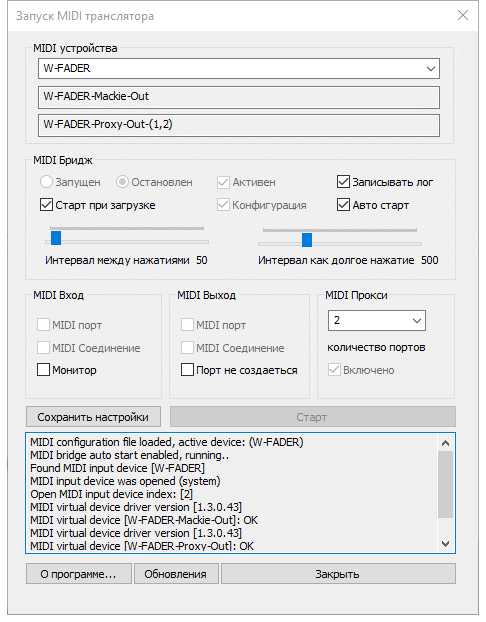 Запуск MIDI транслятора
MIDI устройства
W-FADER
W-FADER-Mackie-Out
W-FADER-Proxy-Out-(1,2)
MIDI Бридж
Запущен Остановлен Активен Записывать лог
Старт при загрузке Конфигурация Авто старт
Интервал между нажатиями 50 Интервал как долгое нажатие 500
MIDI Вход MIDI Выход MIDI Прокси
MIDI порт MIDI порт 2
MIDI Соединение MIDI Соединение количество портов
Монитор Порт не создаеться Включено
Сохранить настройки Старт
MIDI configuration file loaded, active device: (W-FADER)
MIDI bridge auto start enabled, running..
Found MIDI input device [W-FADER]
MIDI input device was opened (system)
Open MIDI input device index: [2]
MIDI virtual device driver version [1.3.0.43]
MIDI virtual device [W-FADER-Mackie-Out]: OK
MIDI virtual device driver version [1.3.0.43]
MIDI virtual device [W-FADER-Proxy-Out]: OK
О программе... Обновления Закрыть